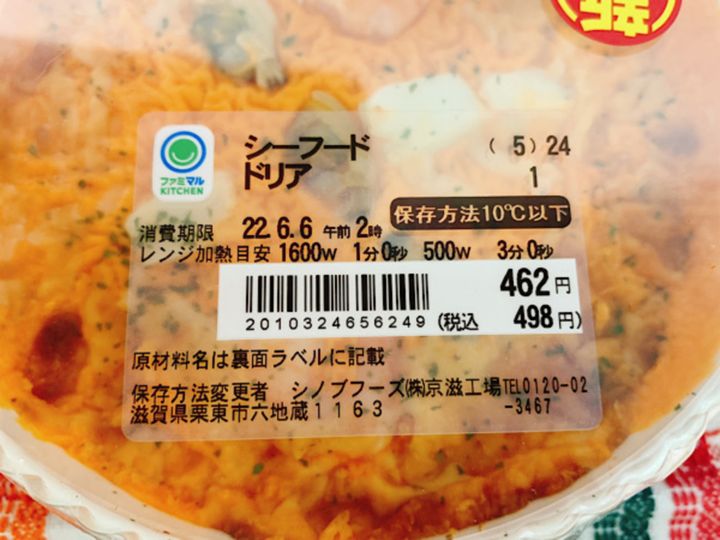 新
ファミマル
KITCHEN
シーフード
ドリア
( 5) 24
1
保存方法10℃以下
消費期限 22.6.6 午前2時
レンジ加熱目安 1600W 1分0秒 500W 3分0秒
462円
2010324656249 (税込 498円)
原材料名は裏面ラベルに記載
保存方法変更者 シノブフーズ㈱京滋工場TEL0120-02
滋賀県栗東市六地蔵1163 -3467